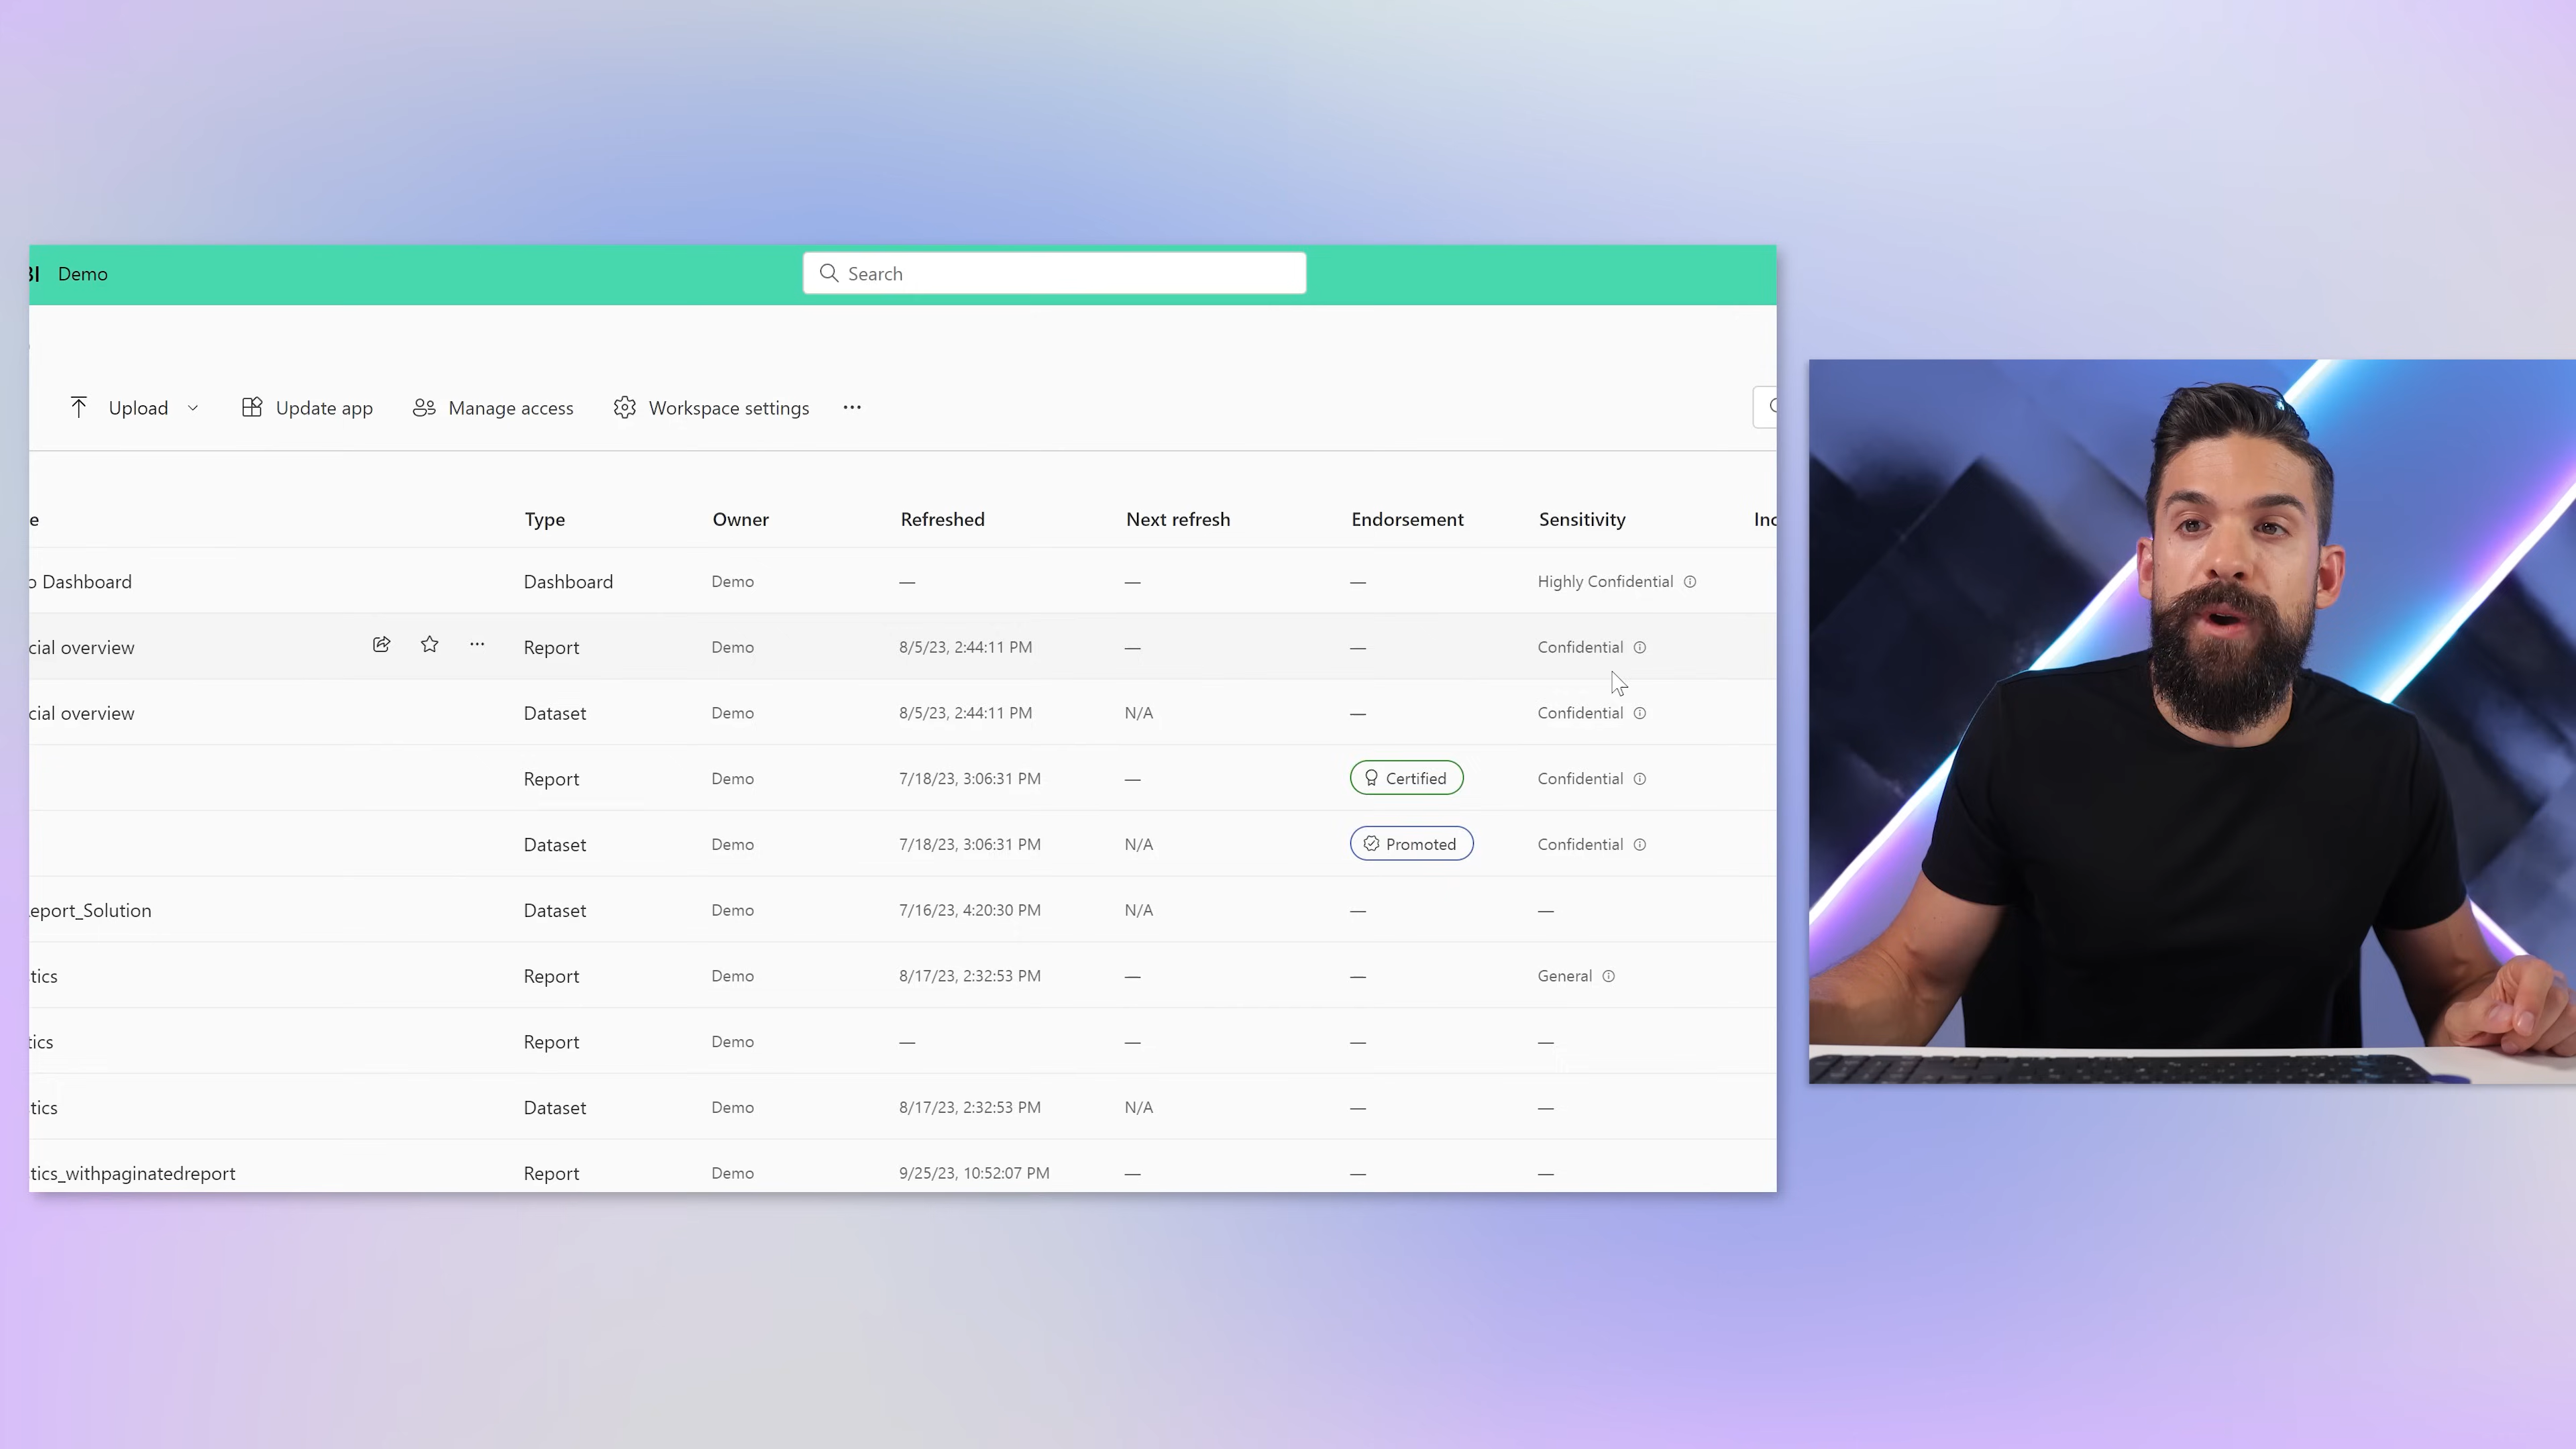 BI Demo Search
Upload Update app Manage access Workspace settings
e Type Owner Refreshed Next refresh Endorsement Sensitivity Inc
o Dashboard Dashboard Demo — — — Highly Confidential
cial overview Report Demo 8/5/23, 2:44:11 PM — — Confidential
cial overview Dataset Demo 8/5/23, 2:44:11 PM N/A — Confidential
Report Demo 7/18/23, 3:06:31 PM — Certified Confidential
Dataset Demo 7/18/23, 3:06:31 PM N/A Promoted Confidential
eport_Solution Dataset Demo 7/16/23, 4:20:30 PM N/A — —
tics Report Demo 8/17/23, 2:32:53 PM — — General
tics Report Demo — — — —
tics Dataset Demo 8/17/23, 2:32:53 PM N/A — —
tics_withpaginatedreport Report Demo 9/25/23, 10:52:07 PM — — —